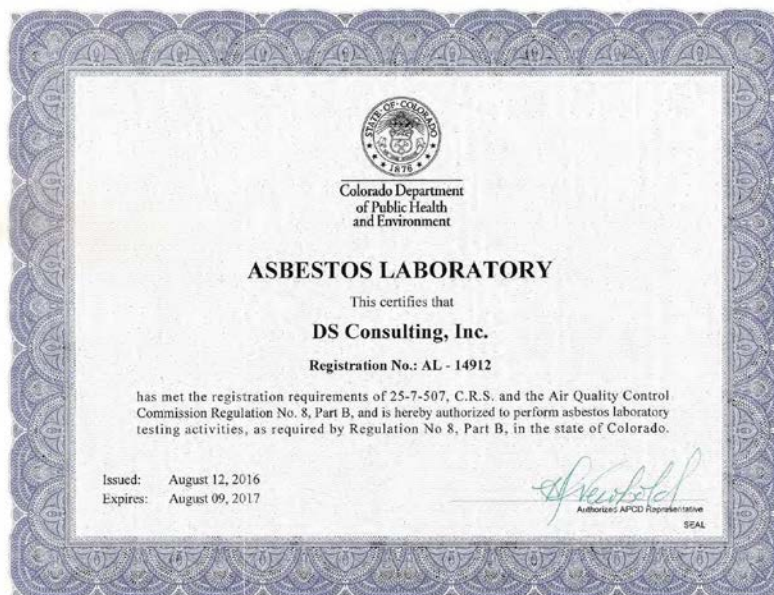 STATE OF COLORADO
1876
Colorado Department
of Public Health
and Environment
ASBESTOS LABORATORY
This certifies that
DS Consulting, Inc.
Registration No.: AL - 14912
has met the registration requirements of 25-7-507, C.R.S. and the Air Quality Control
Commission Regulation No. 8, Part B, and is hereby authorized to perform asbestos laboratory
testing activities, as required by Regulation No 8, Part B, in the state of Colorado.
Issued: August 12, 2016
Expires: August 09, 2017
Authorized APCD Representative
SEAL